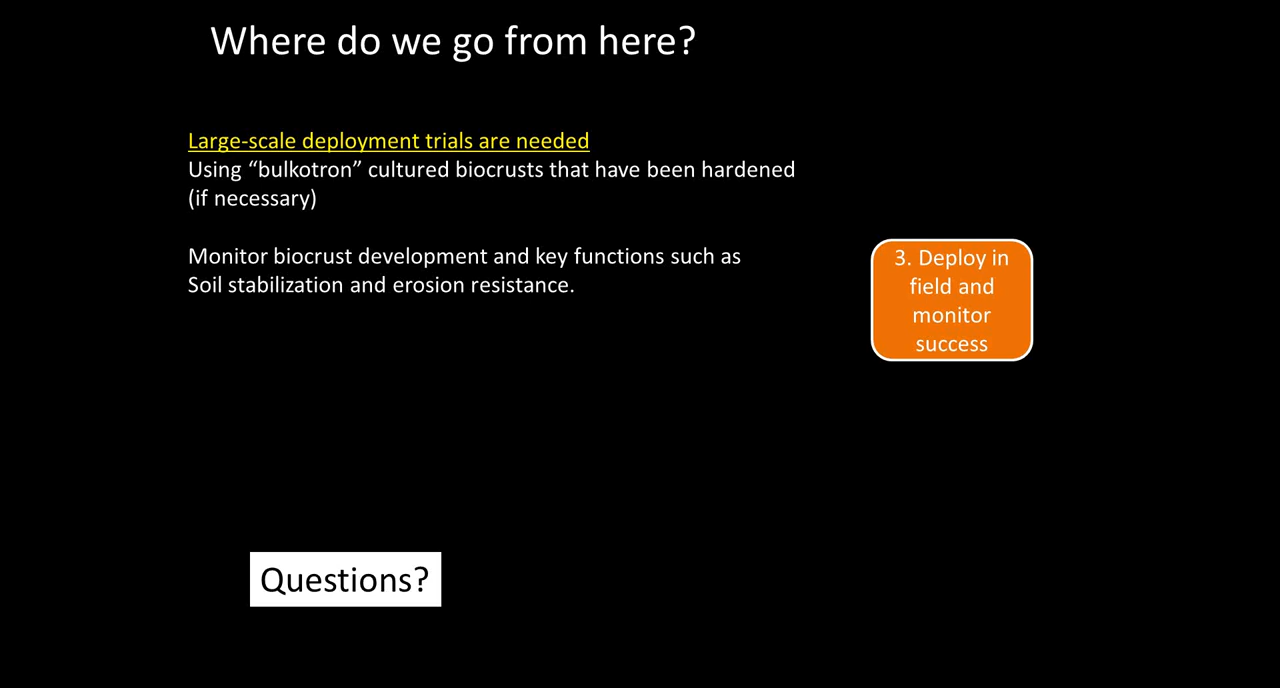 Where do we go from here?
Large-scale deployment trials are needed
Using “bulkotron” cultured biocrusts that have been hardened
(if necessary)
Monitor biocrust development and key functions such as
Soil stabilization and erosion resistance.
3. Deploy in
field and
monitor
success
Questions?